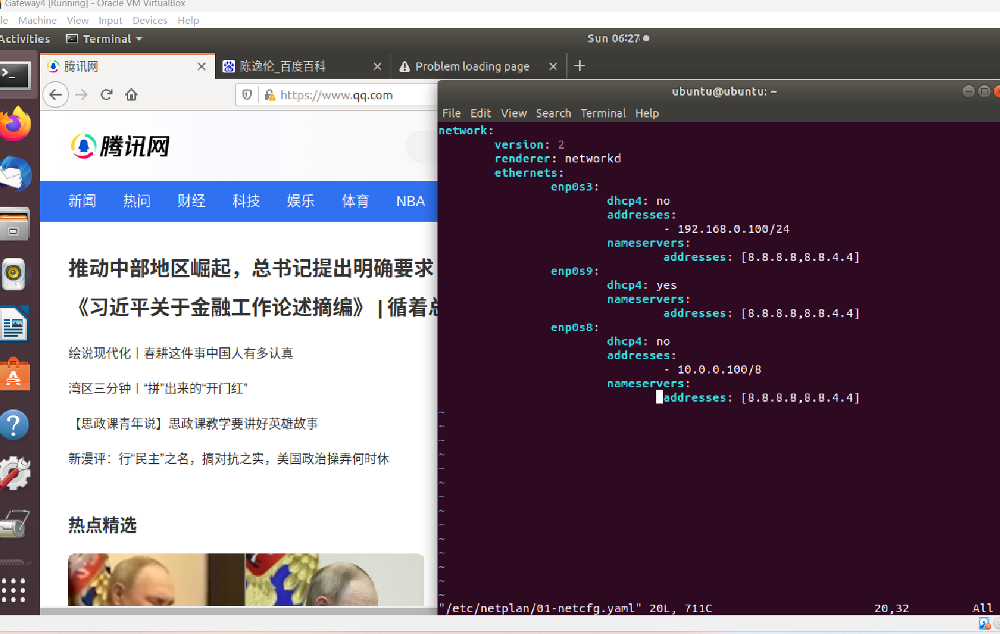 Gateway4 [Running] - Oracle VM VirtualBox
le Machine View Input Devices Help
Activities Terminal Sun 06:27
腾讯网 陈逸伦_百度百科 Problem loading page
https://www.qq.com
腾讯网
新闻 热问 财经 科技 娱乐 体育 NBA
推动中部地区崛起，总书记提出明确要求
《习近平关于金融工作论述摘编》 | 循着总
绘说现代化丨春耕这件事中国人有多认真
湾区三分钟丨“拼”出来的“开门红”
【思政课青年说】思政课教学要讲好英雄故事
新漫评：行“民主”之名，搞对抗之实，美国政治操弄何时休
热点精选
ubuntu@ubuntu: ~
File Edit View Search Terminal Help
network:
version: 2
renderer: networkd
ethernets:
enp0s3:
dhcp4: no
addresses:
- 192.168.0.100/24
nameservers:
addresses: [8.8.8.8,8.8.4.4]
enp0s9:
dhcp4: yes
nameservers:
addresses: [8.8.8.8,8.8.4.4]
enp0s8:
dhcp4: no
addresses:
- 10.0.0.100/8
nameservers:
addresses: [8.8.8.8,8.8.4.4]
~
~
~
~
~
~
~
~
~
~
~
~
~
~
"/etc/netplan/01-netcfg.yaml" 20L, 711C 20,32 All